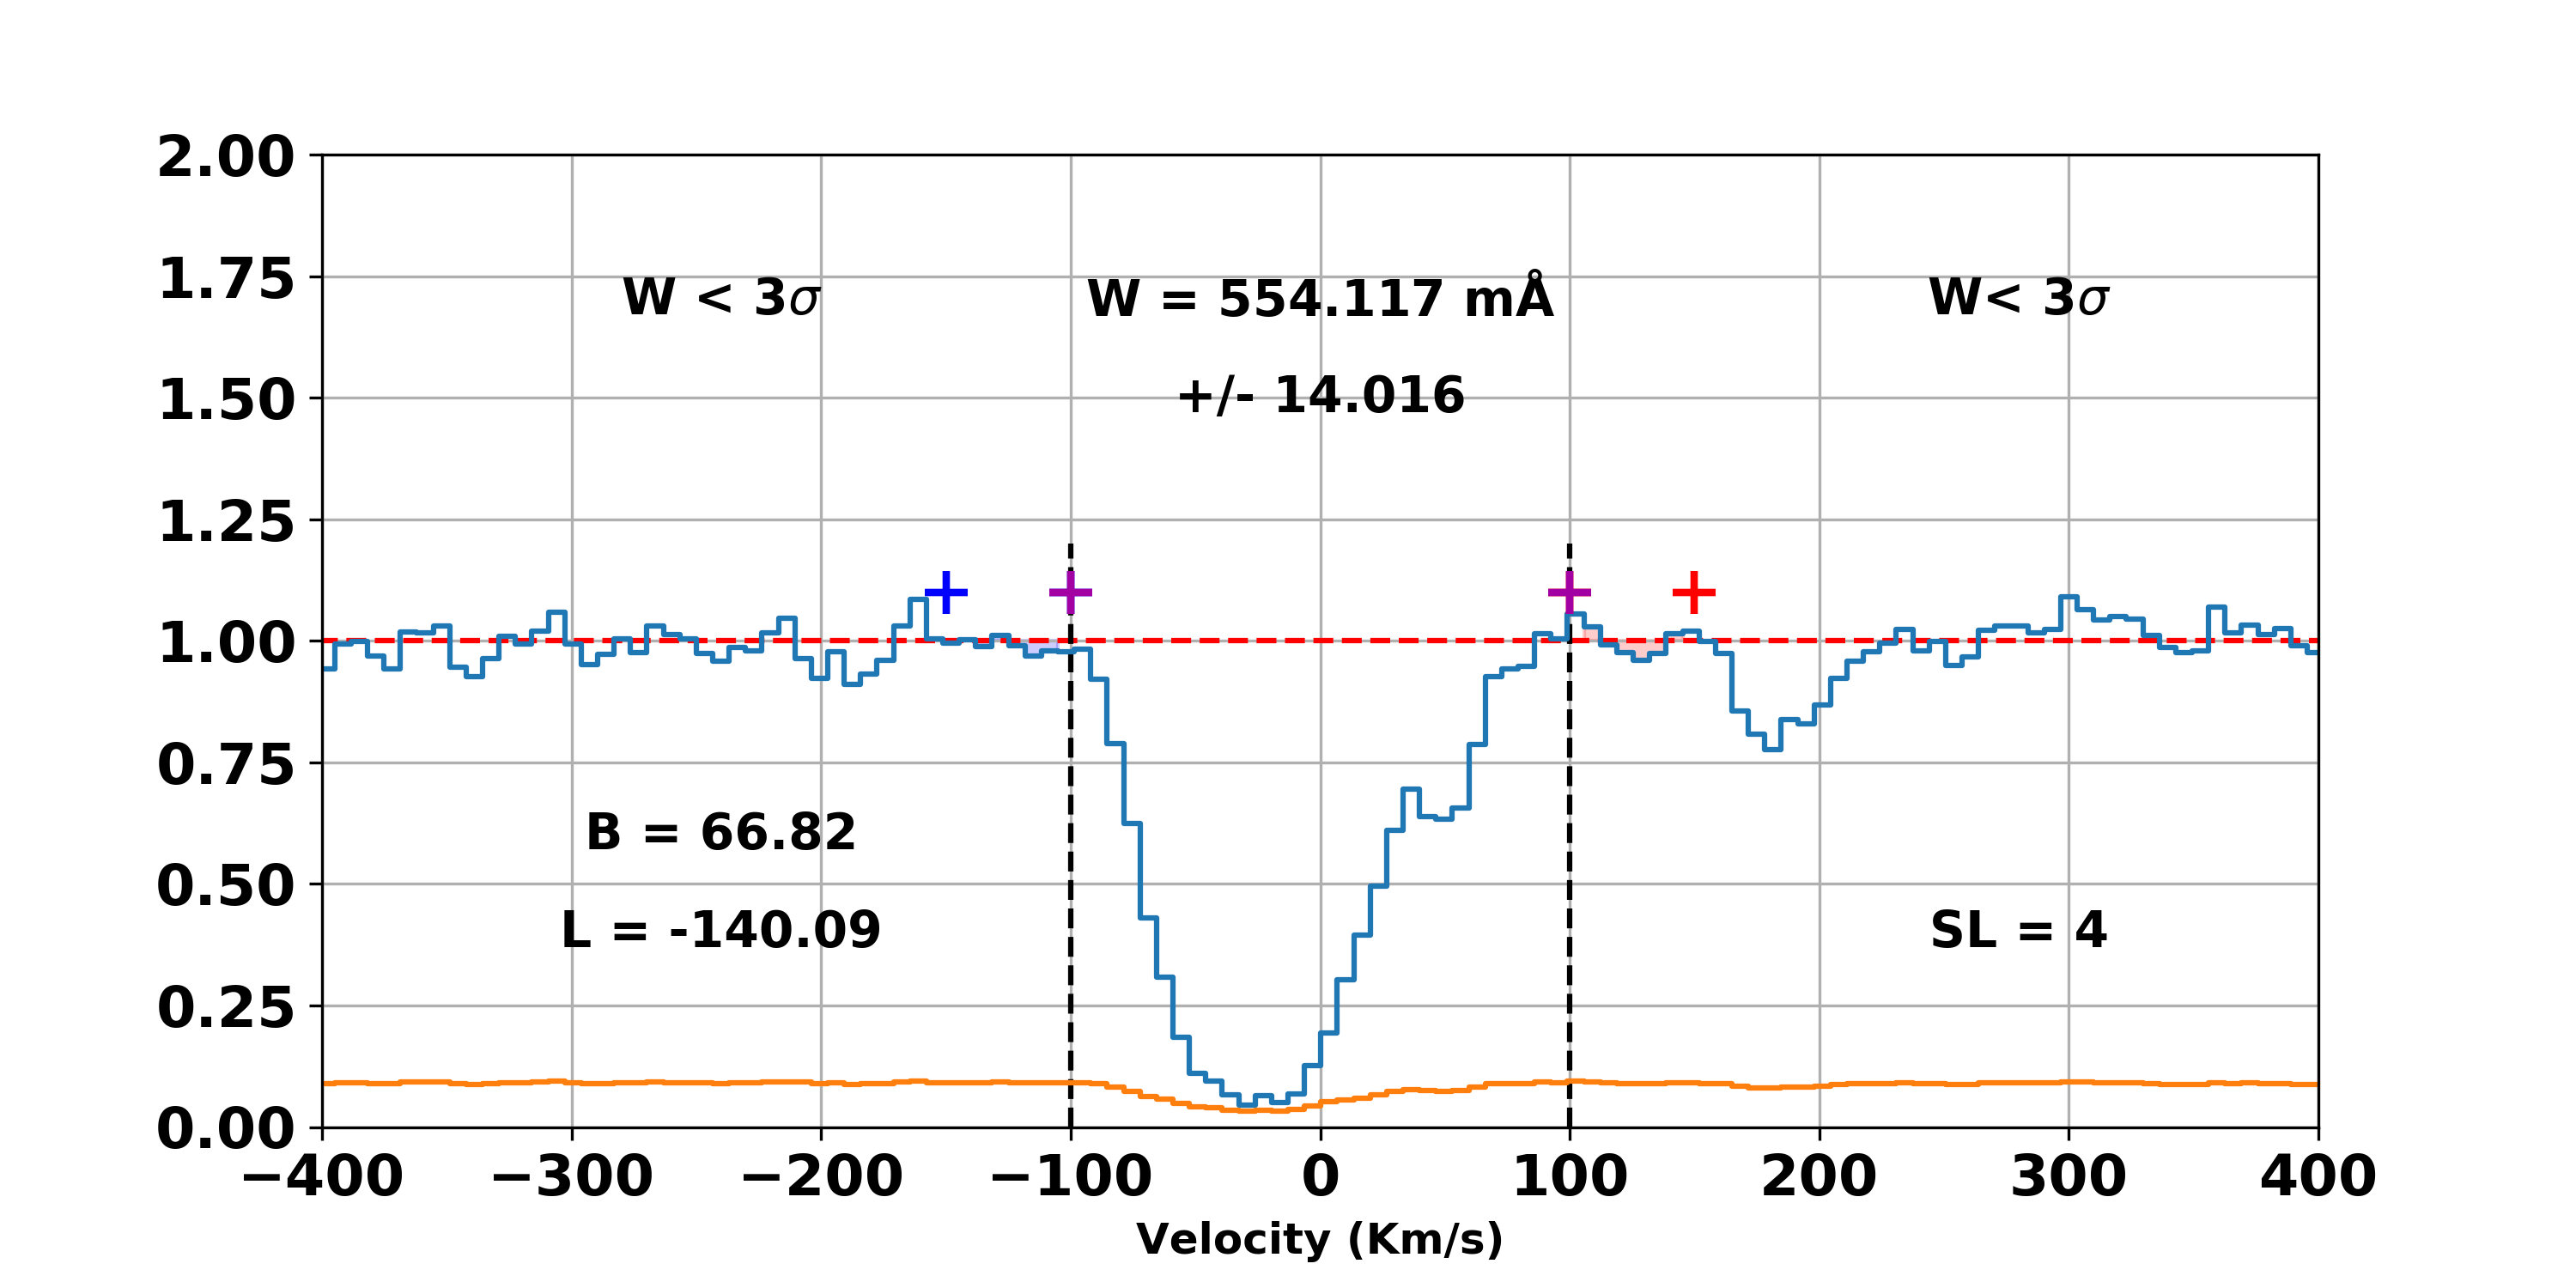 2.00
1.75
1.50
1.25
1.00
0.75
0.50
0.25
0.00
W < 3σ
W = 554.117 mÅ
W< 3σ
+/- 14.016
B = 66.82
L = -140.09
SL = 4
−400 −300 −200 −100 0 100 200 300 400
Velocity (Km/s)